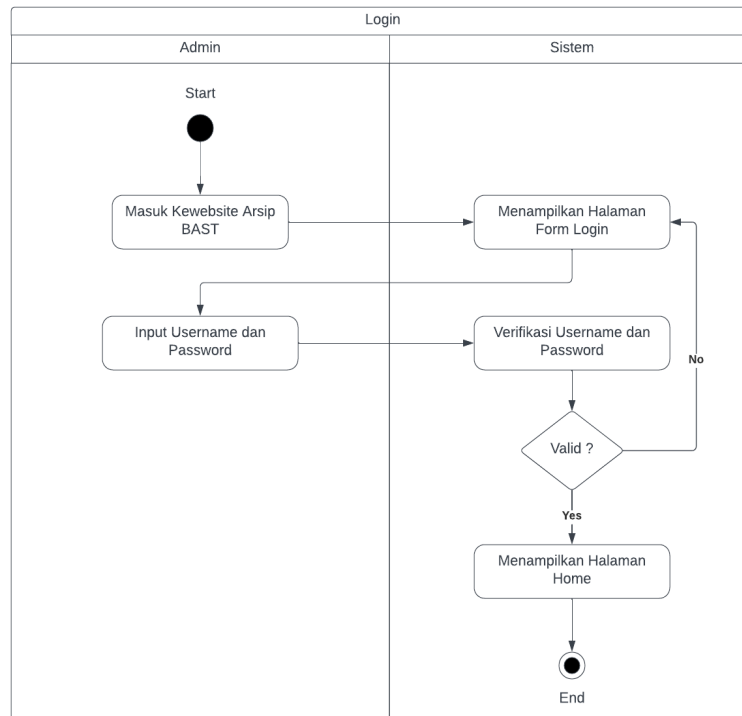 Login
Admin
Sistem
Start
Masuk Kewebsite Arsip
BAST
Menampilkan Halaman
Form Login
Input Username dan
Password
Verifikasi Username dan
Password
No
Valid ?
Yes
Menampilkan Halaman
Home
End